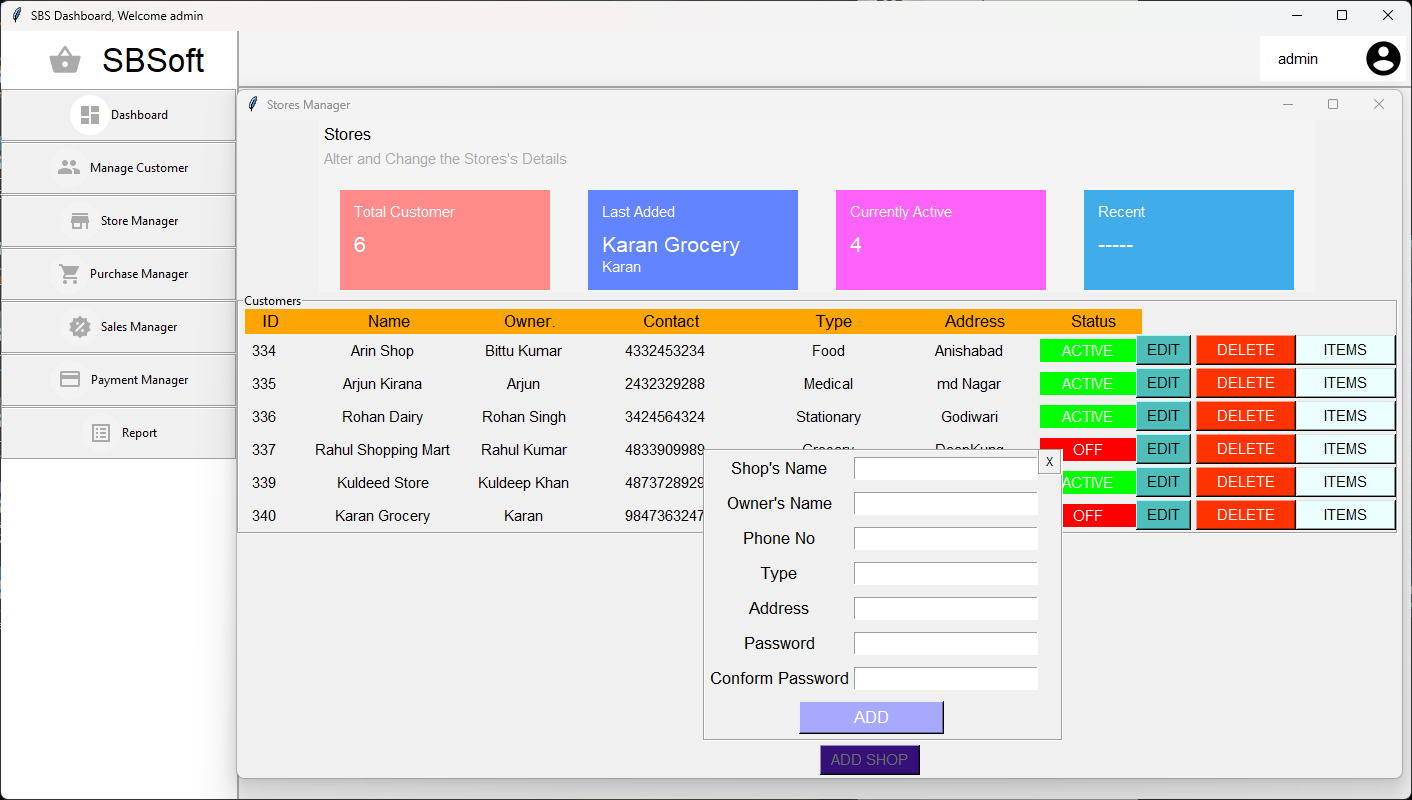 SBS Dashboard, Welcome admin
SBSoft
admin
Dashboard
Manage Customer
Store Manager
Purchase Manager
Sales Manager
Payment Manager
Report
Stores Manager
Stores
Alter and Change the Stores's Details
Total Customer
6
Last Added
Karan Grocery
Karan
Currently Active
4
Recent
-----
Customers
ID Name Owner. Contact Type Address Status
334 Arin Shop Bittu Kumar 4332453234 Food Anishabad ACTIVE EDIT DELETE ITEMS
335 Arjun Kirana Arjun 2432329288 Medical md Nagar ACTIVE EDIT DELETE ITEMS
336 Rohan Dairy Rohan Singh 3424564324 Stationary Godiwari ACTIVE EDIT DELETE ITEMS
337 Rahul Shopping Mart Rahul Kumar 4833909989 Grocery OFF EDIT DELETE ITEMS
339 Kuldeed Store Kuldeep Khan 4873728929 ACTIVE EDIT DELETE ITEMS
340 Karan Grocery Karan 9847363247 OFF EDIT DELETE ITEMS
X
Shop's Name
Owner's Name
Phone No
Type
Address
Password
Conform Password
ADD
ADD SHOP